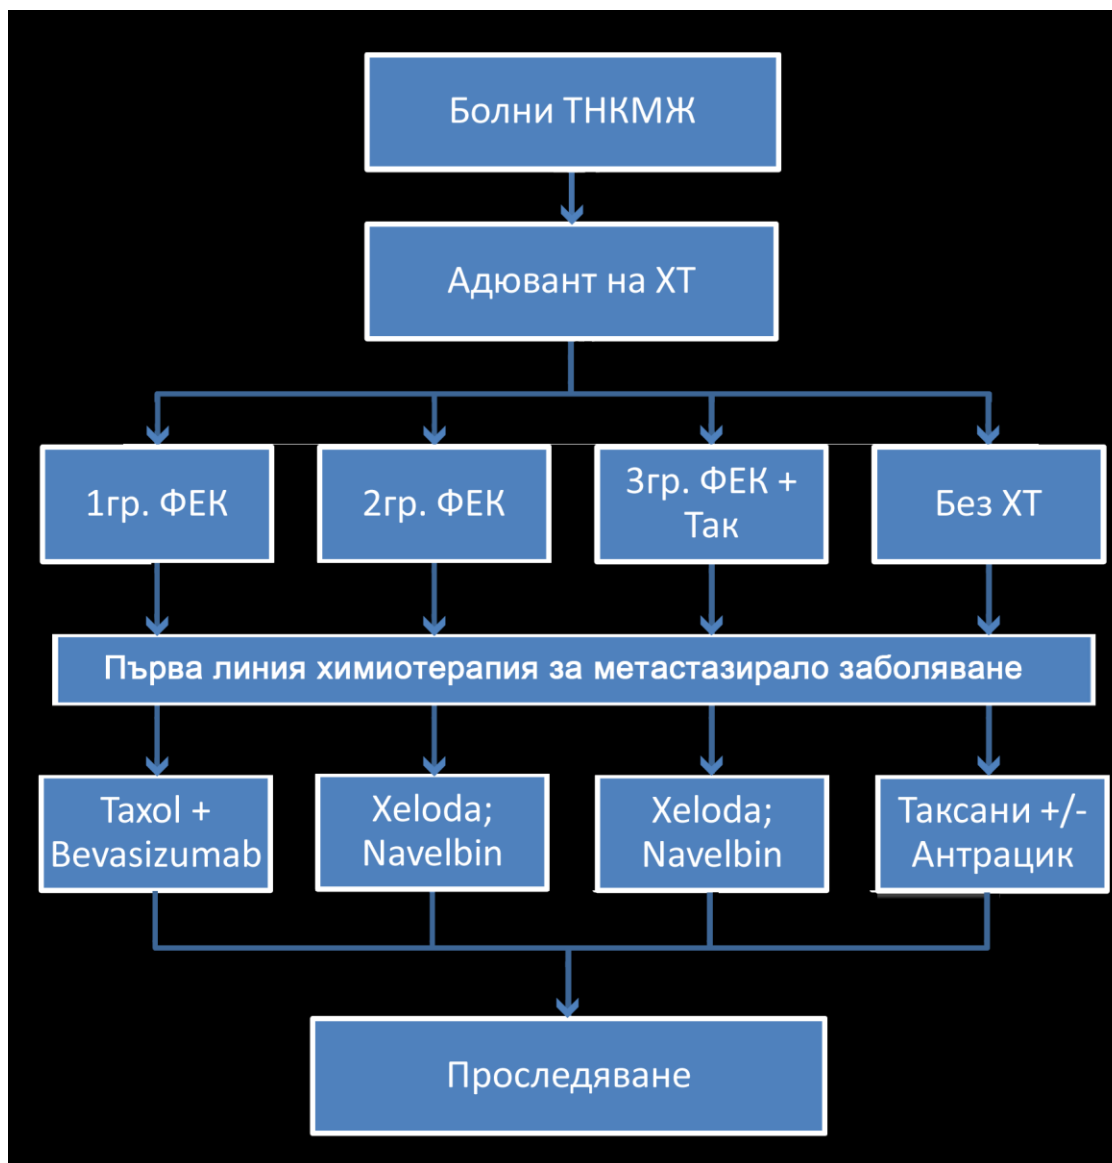 Болни ТНКМЖ
Адювант на ХТ
1гр. ФЕК
2гр. ФЕК
3гр. ФЕК +
Так
Без ХТ
Първа линия химиотерапия за метастазирало заболяване
Taxol +
Bevasizumab
Xeloda;
Navelbin
Xeloda;
Navelbin
Таксани +/-
Антрацик
Проследяване